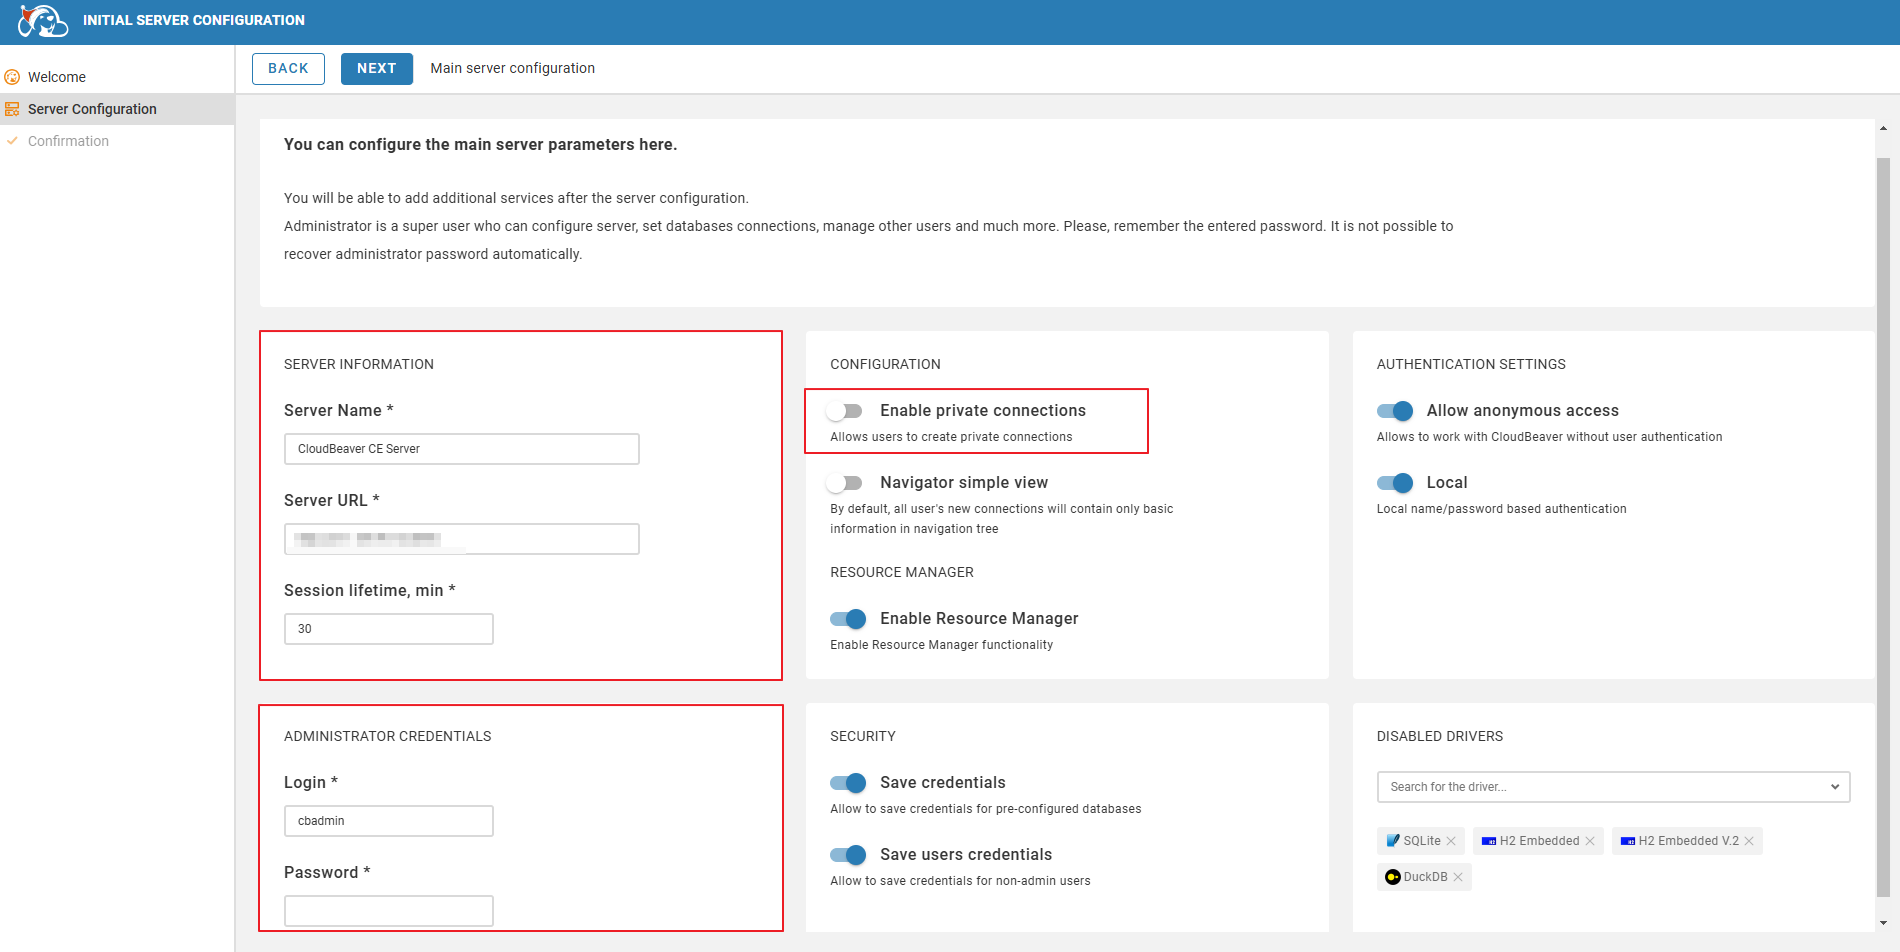 INITIAL SERVER CONFIGURATION
Welcome
Server Configuration
Confirmation
BACK
NEXT
Main server configuration
You can configure the main server parameters here.
You will be able to add additional services after the server configuration.
Administrator is a super user who can configure server, set databases connections, manage other users and much more. Please, remember the entered password. It is not possible to
recover administrator password automatically.
SERVER INFORMATION
Server Name *
CloudBeaver CE Server
Server URL *
Session lifetime, min *
30
CONFIGURATION
Enable private connections
Allows users to create private connections
Navigator simple view
By default, all user's new connections will contain only basic
information in navigation tree
RESOURCE MANAGER
Enable Resource Manager
Enable Resource Manager functionality
AUTHENTICATION SETTINGS
Allow anonymous access
Allows to work with CloudBeaver without user authentication
Local
Local name/password based authentication
ADMINISTRATOR CREDENTIALS
Login *
cbadmin
Password *
SECURITY
Save credentials
Allow to save credentials for pre-configured databases
Save users credentials
Allow to save credentials for non-admin users
DISABLED DRIVERS
Search for the driver...
SQLite
H2 Embedded
H2 Embedded V.2
DuckDB